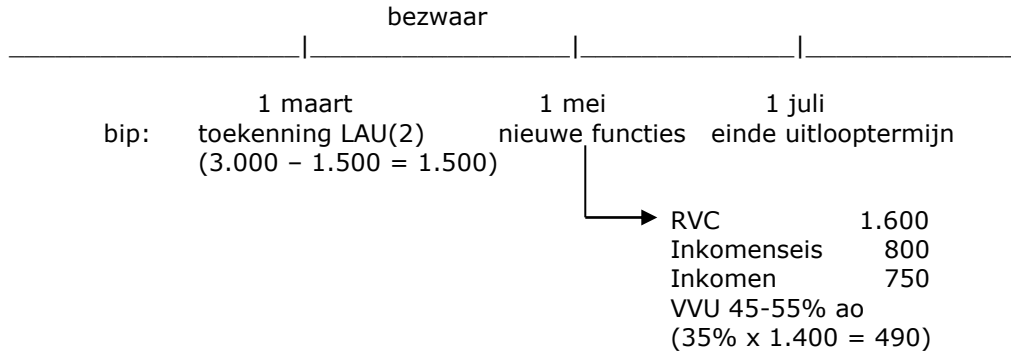 bezwaar
1 maart 1 mei 1 juli
bip: toekenning LAU(2) nieuwe functies einde uitlooptermijn
(3.000 – 1.500 = 1.500)
RVC 1.600
Inkomenseis 800
Inkomen 750
VVU 45-55% ao
(35% x 1.400 = 490)